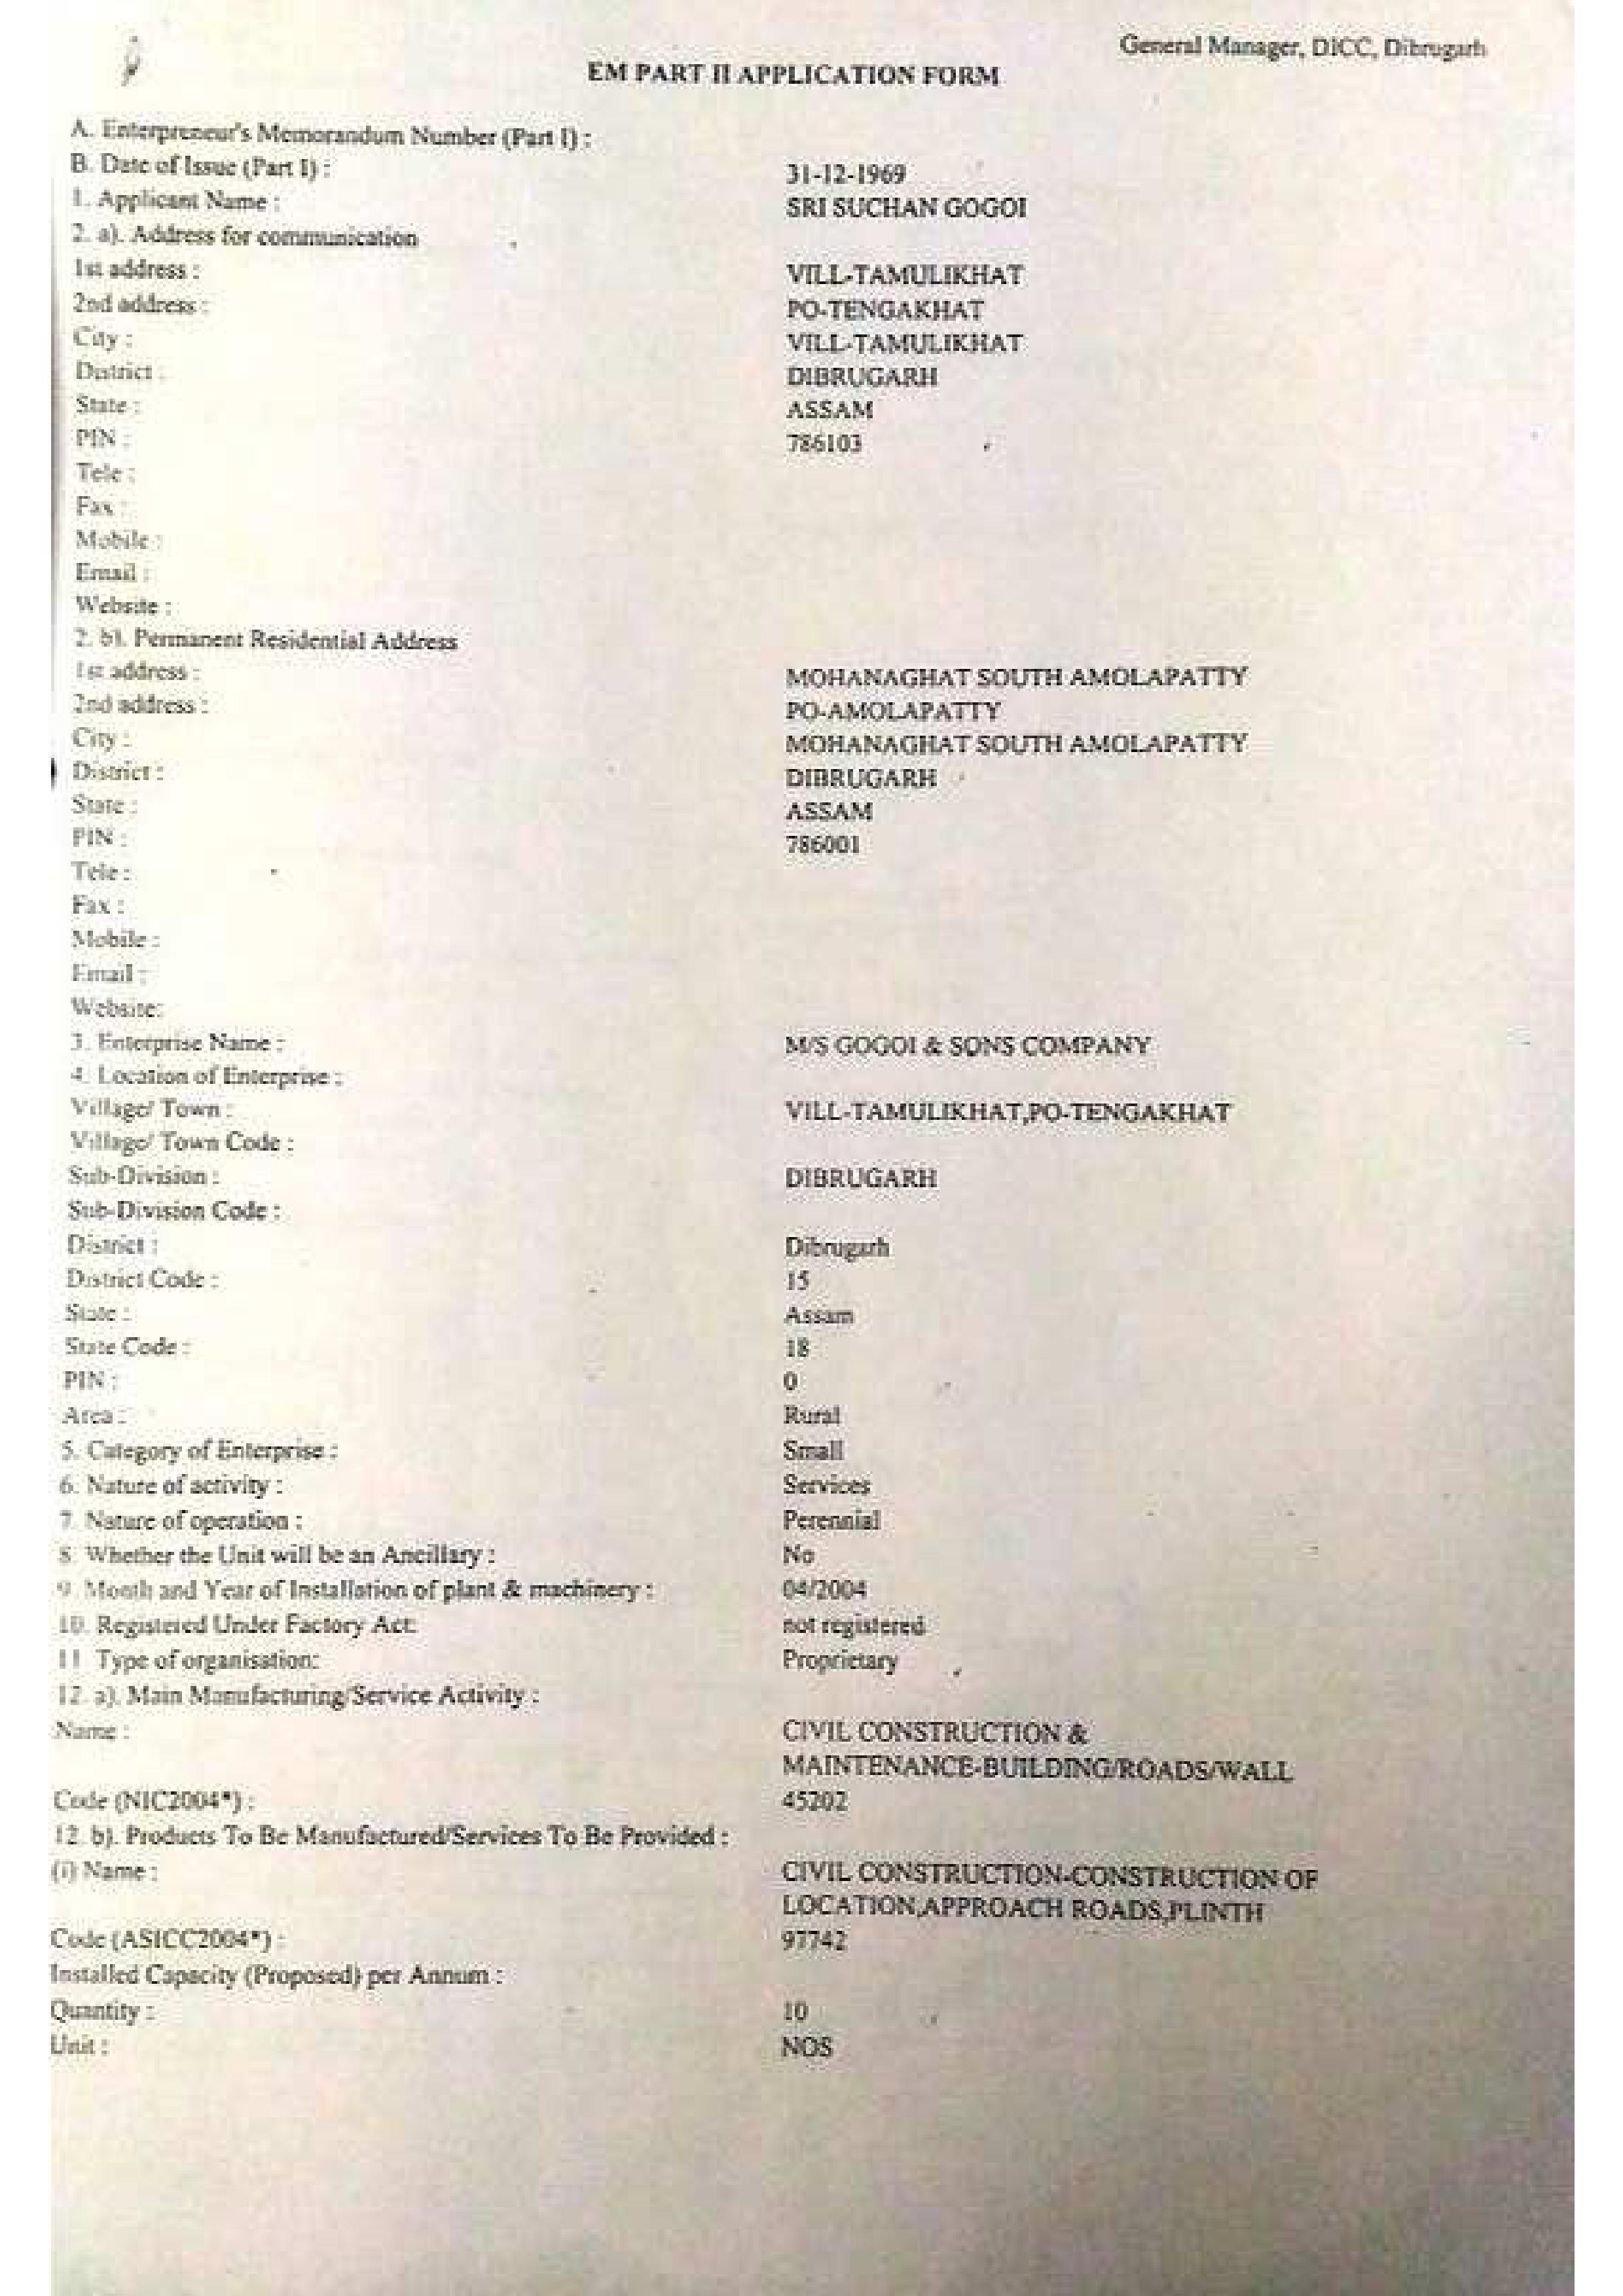 General Manager, DICC, Dibrugarh
EM PART II APPLICATION FORM
A. Enterpreneur's Memorandum Number (Part I) :
B. Date of Issue (Part I) : 31-12-1969
1. Applicant Name : SRI SUCHAN GOGOI
2. a). Address for communication
1st address : VILL-TAMULIKHAT
2nd address : PO-TENGAKHAT
City : VILL-TAMULIKHAT
District : DIBRUGARH
State : ASSAM
PIN : 786103
Tele :
Fax :
Mobile :
Email :
Website :
2. b). Permanent Residential Address
1st address : MOHANAGHAT SOUTH AMOLAPATTY
2nd address : PO-AMOLAPATTY
City : MOHANAGHAT SOUTH AMOLAPATTY
District : DIBRUGARH
State : ASSAM
PIN : 786001
Tele :
Fax :
Mobile :
Email :
Website:
3. Enterprise Name : M/S GOGOI & SONS COMPANY
4. Location of Enterprise :
Village/ Town : VILL-TAMULIKHAT,PO-TENGAKHAT
Village/ Town Code :
Sub-Division : DIBRUGARH
Sub-Division Code :
District : Dibrugarh
District Code : 15
State : Assam
State Code : 18
PIN : 0
Area : Rural
5. Category of Enterprise : Small
6. Nature of activity : Services
7. Nature of operation : Perennial
8. Whether the Unit will be an Ancillary : No
9. Month and Year of Installation of plant & machinery : 04/2004
10. Registered Under Factory Act: not registered
11. Type of organisation: Proprietary
12. a). Main Manufacturing/Service Activity :
Name : CIVIL CONSTRUCTION &
MAINTENANCE-BUILDING/ROADS/WALL
Code (NIC2004*) : 45202
12. b). Products To Be Manufactured/Services To Be Provided :
(i) Name : CIVIL CONSTRUCTION-CONSTRUCTION OF
LOCATION,APPROACH ROADS,PLINTH
Code (ASICC2004*) : 97742
Installed Capacity (Proposed) per Annum :
Quantity : 10
Unit : NOS